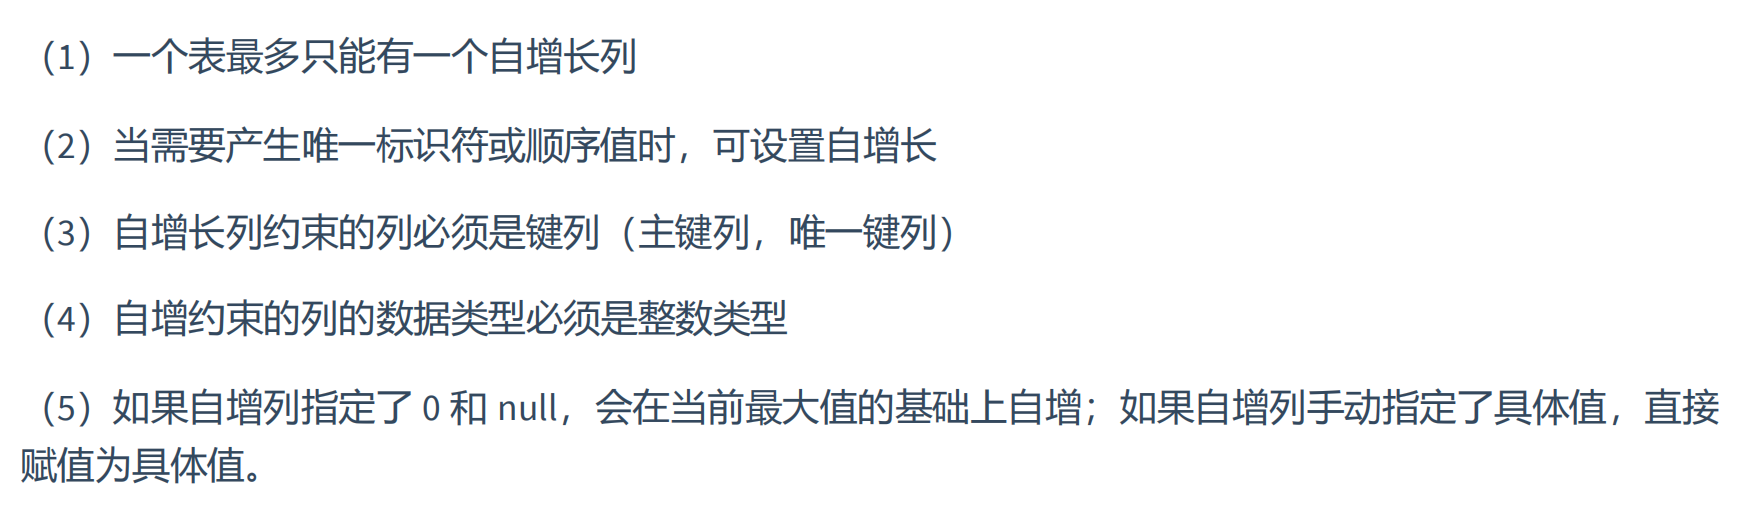 （1）一个表最多只能有一个自增长列
（2）当需要产生唯一标识符或顺序值时，可设置自增长
（3）自增长列约束的列必须是键列（主键列，唯一键列）
（4）自增约束的列的数据类型必须是整数类型
（5）如果自增列指定了 0 和 null，会在当前最大值的基础上自增；如果自增列手动指定了具体值，直接
赋值为具体值。